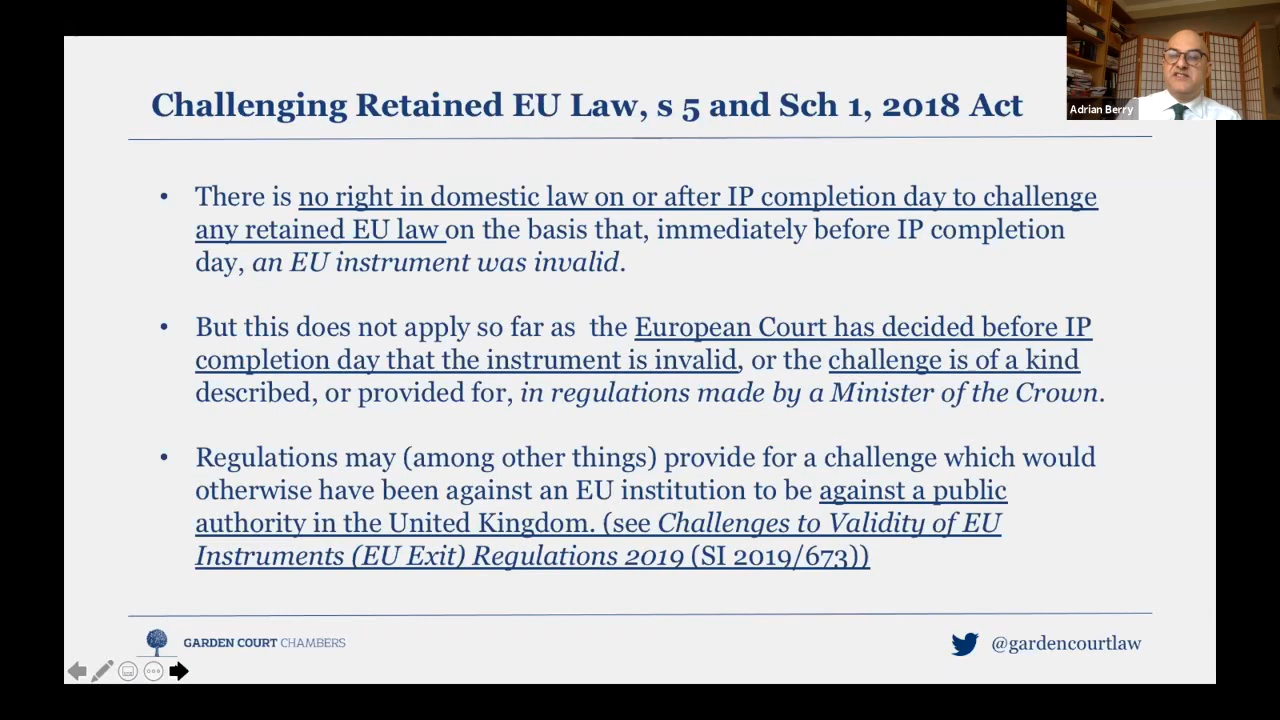 Adrian Berry
Challenging Retained EU Law, s 5 and Sch 1, 2018 Act
• There is no right in domestic law on or after IP completion day to challenge
any retained EU law on the basis that, immediately before IP completion
day, an EU instrument was invalid.
• But this does not apply so far as  the European Court has decided before IP
completion day that the instrument is invalid, or the challenge is of a kind
described, or provided for, in regulations made by a Minister of the Crown.
• Regulations may (among other things) provide for a challenge which would
otherwise have been against an EU institution to be against a public
authority in the United Kingdom. (see Challenges to Validity of EU
Instruments (EU Exit) Regulations 2019 (SI 2019/673))
GARDEN COURT CHAMBERS
@gardencourtlaw